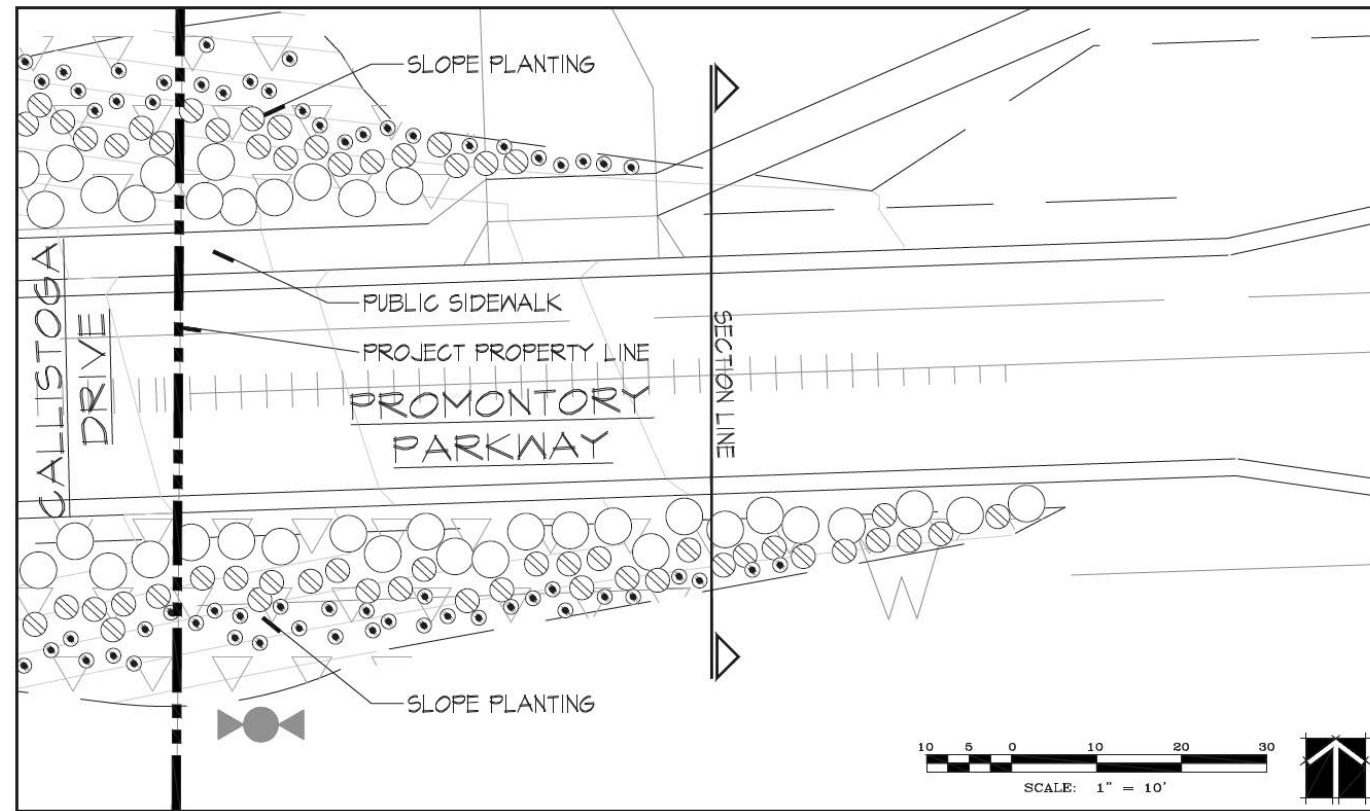 SLOPE PLANTING
PUBLIC SIDEWALK
PROJECT PROPERTY LINE
CALLISTOGA
DRIVE
PROMONTORY
PARKWAY
SECTION LINE
SLOPE PLANTING
10 5 0 10 20 30
SCALE: 1" = 10'